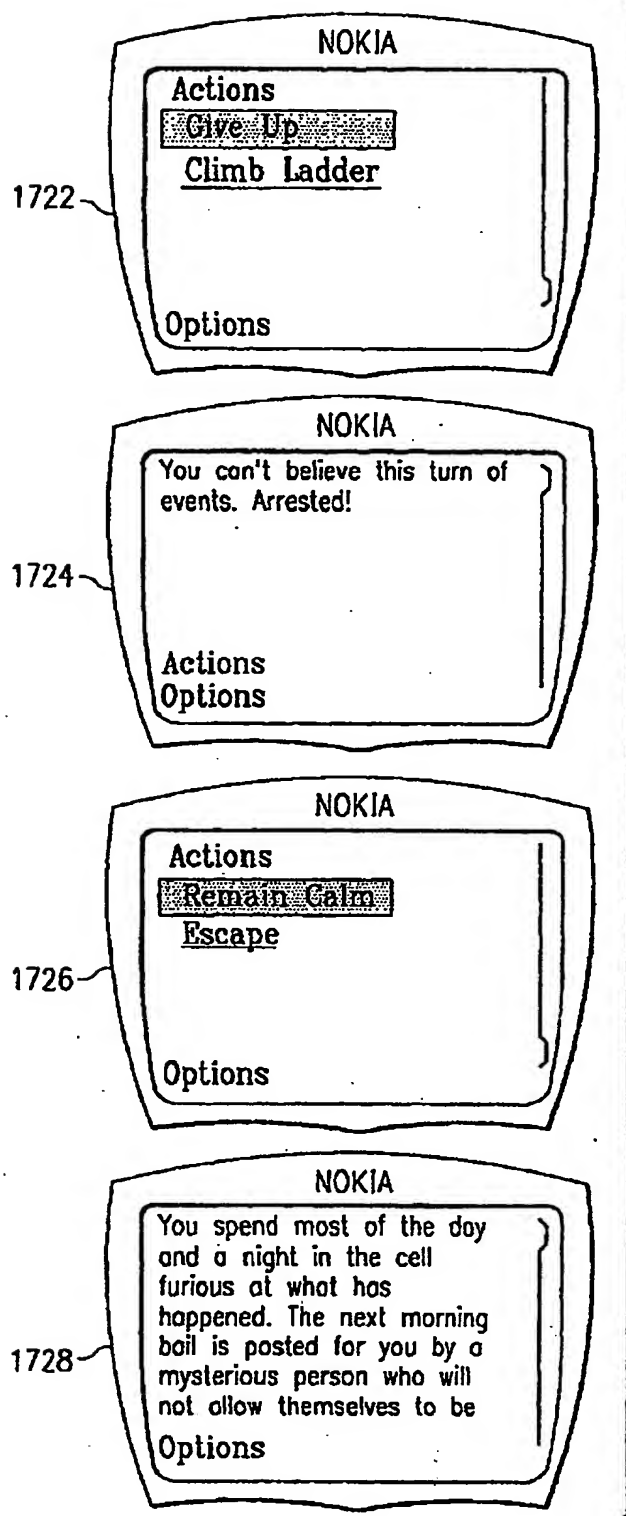 NOKIA
Actions
Give Up
Climb Ladder
1722
Options
NOKIA
You can't believe this turn of
events. Arrested!
1724
Actions
Options
NOKIA
Actions
Remain Calm
Escape
1726
Options
NOKIA
You spend most of the day
and a night in the cell
furious at what has
happened. The next morning
bail is posted for you by a
1728
mysterious person who will
not allow themselves to be
Options